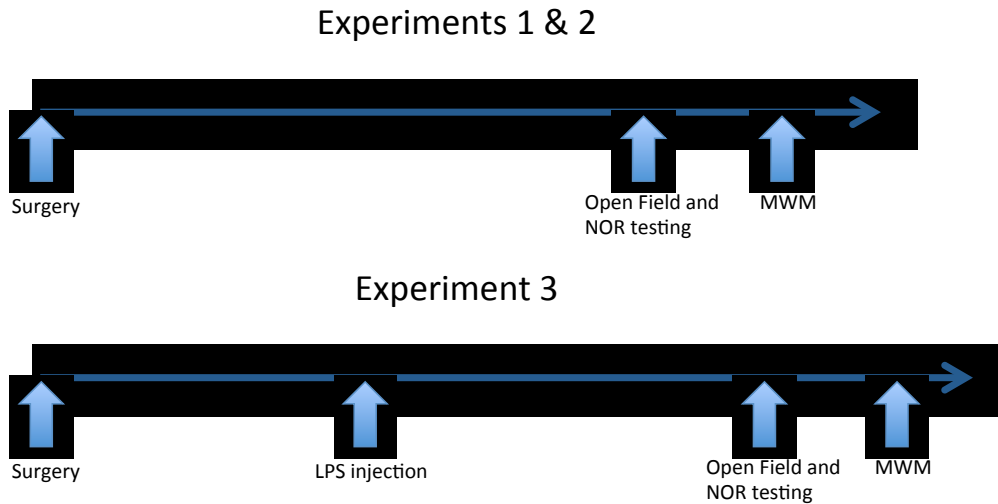 Experiments 1 & 2
Surgery
Open Field and
NOR testing
MWM
Experiment 3
Surgery
LPS injection
Open Field and
NOR testing
MWM